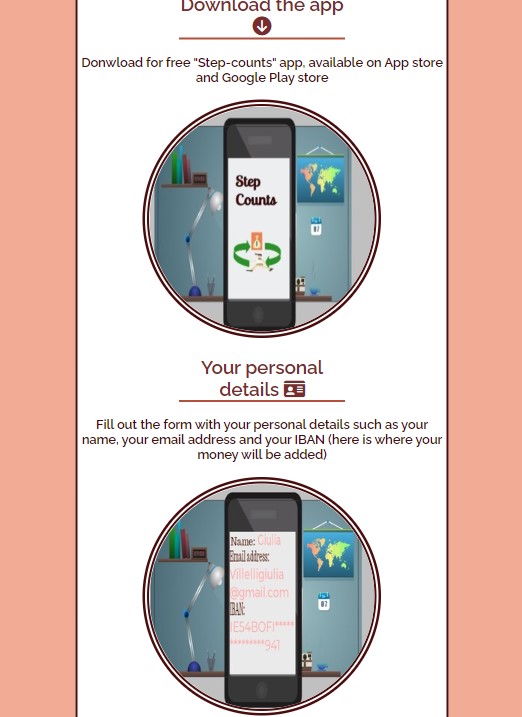 Download the app
Donwload for free "Step-counts" app, available on App store
and Google Play store
Step
Counts
07
Your personal
details
Fill out the form with your personal details such as your
name, your email address and your IBAN (here is where your
money will be added)
Name: Giulia
Email address:
Villelligiulia
@gmail.com
IBAN:
IE54BOFI*****
*********941
07